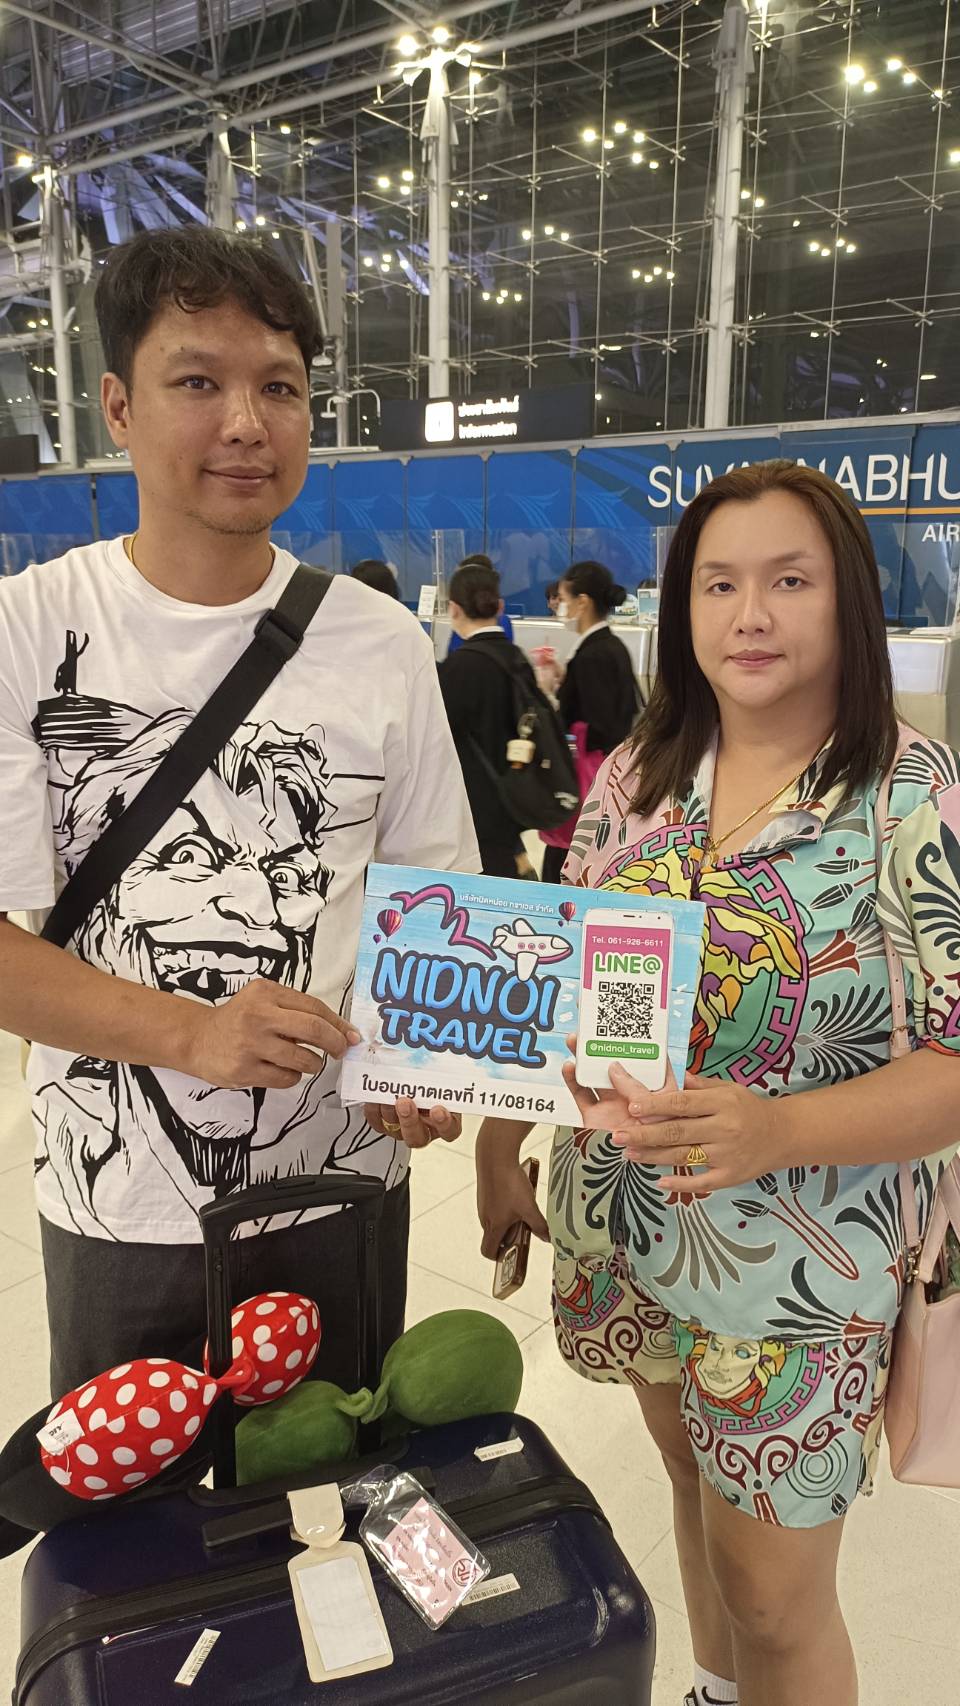 ประชาสัมพันธ์
Information
SUVARNABHU
AIR
บริษัทนิดหน่อย ทราเวล จำกัด
NIDNOI
TRAVEL
ใบอนุญาตเลขที่ 11/08164
Tel. 061-926-6611
LINE@
@nidnoi_travel